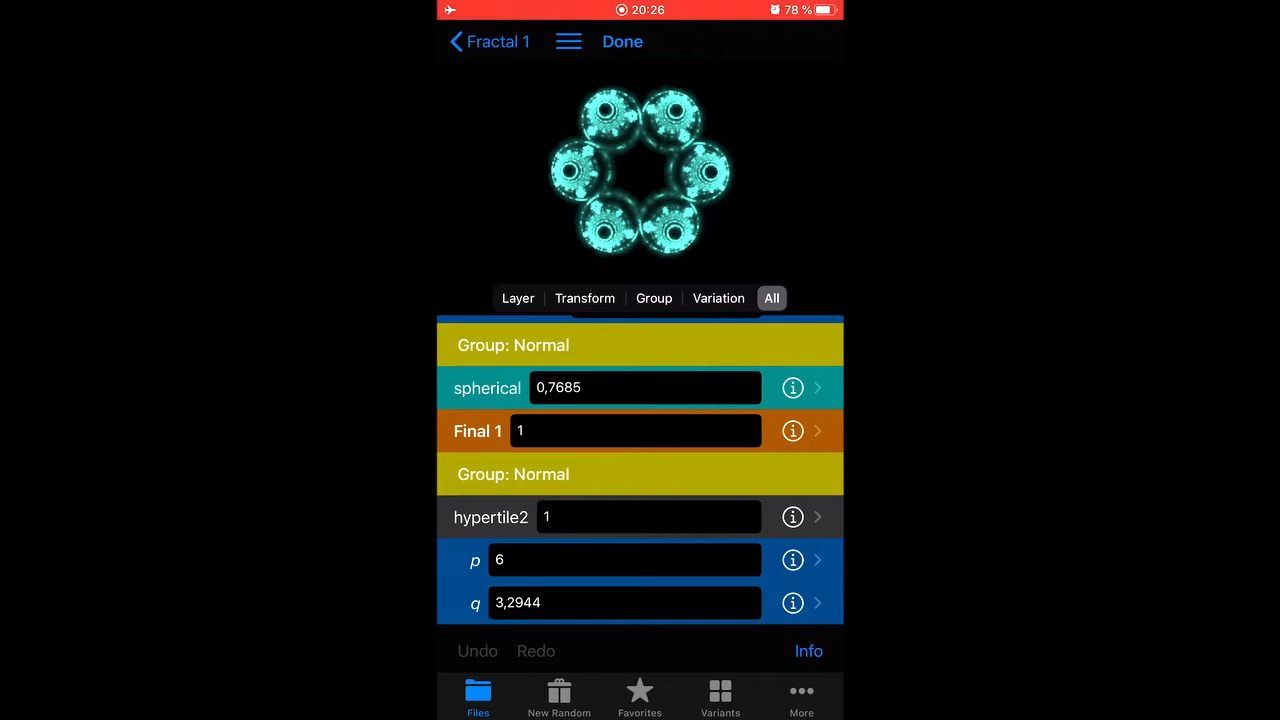 20:26
78 %
Fractal 1
Done
Layer
Transform
Group
Variation
All
Group: Normal
spherical 0,7685
Final 1 1
Group: Normal
hypertile2 1
p 6
q 3,2944
Undo
Redo
Info
Files
New Random
Favorites
Variants
More